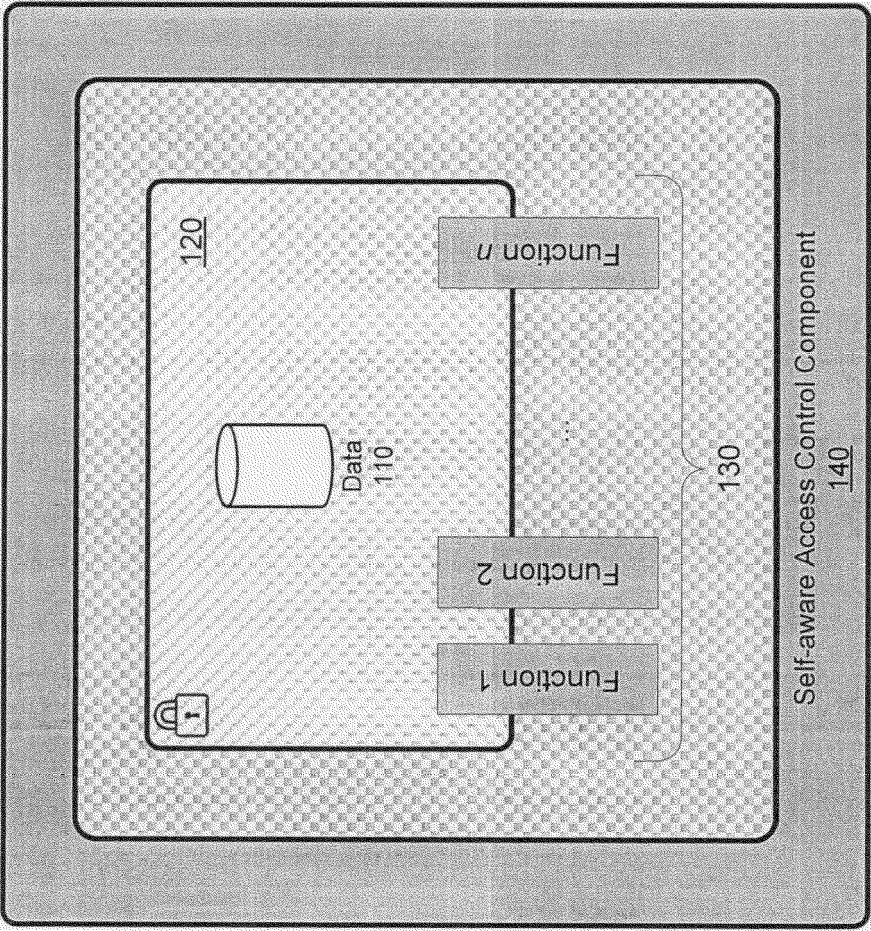 120
Data
110
Function 1
Function 2
...
Function n
130
Self-aware Access Control Component
140